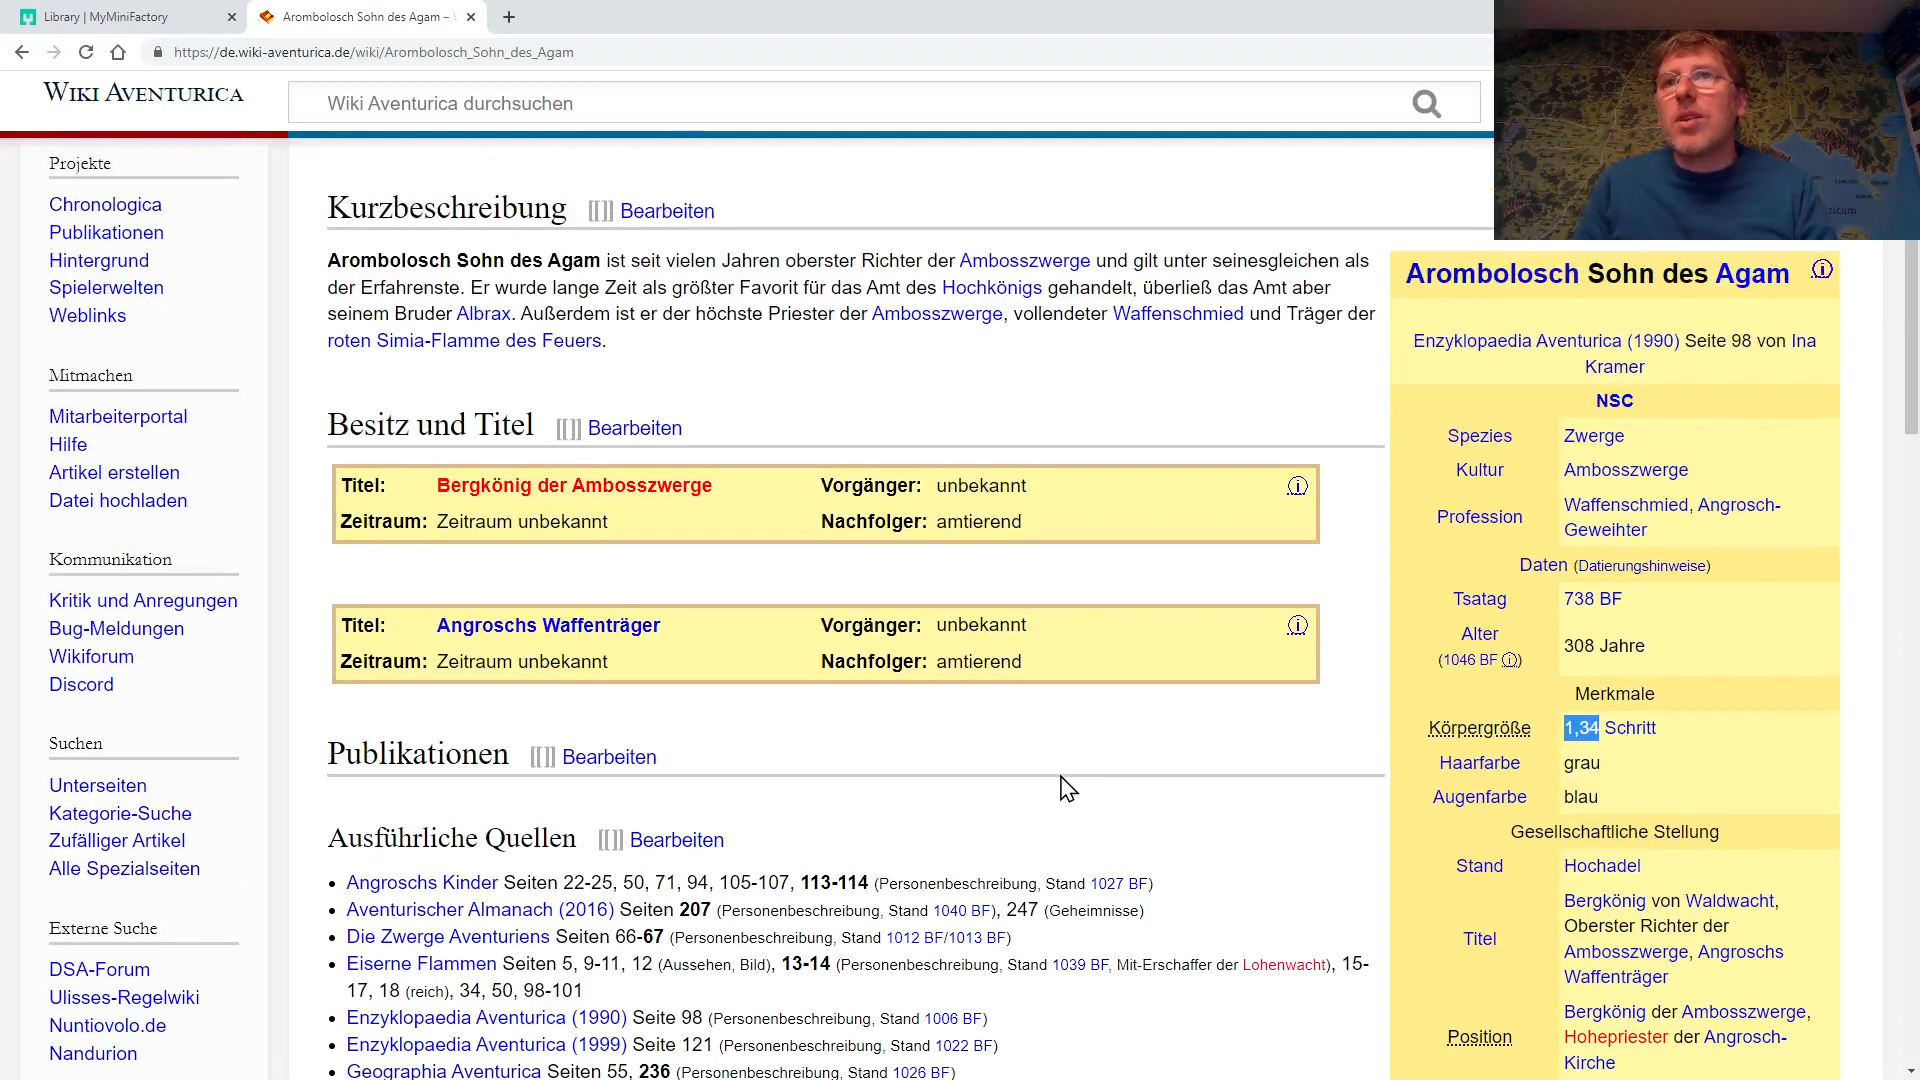 Library | MyMiniFactory
Arombolosch Sohn des Agam –
https://de.wiki-aventurica.de/wiki/Arombolosch_Sohn_des_Agam
WIKI AVENTURICA
Wiki Aventurica durchsuchen
Projekte
Chronologica
Publikationen
Hintergrund
Spielerwelten
Weblinks
Mitmachen
Mitarbeiterportal
Hilfe
Artikel erstellen
Datei hochladen
Kommunikation
Kritik und Anregungen
Bug-Meldungen
Wikiforum
Discord
Suchen
Unterseiten
Kategorie-Suche
Zufälliger Artikel
Alle Spezialseiten
Externe Suche
DSA-Forum
Ulisses-Regelwiki
Nuntiovolo.de
Nandurion
Kurzbeschreibung [[]] Bearbeiten
Arombolosch Sohn des Agam ist seit vielen Jahren oberster Richter der Ambosszwerge und gilt unter seinesgleichen als
der Erfahrenste. Er wurde lange Zeit als größter Favorit für das Amt des Hochkönigs gehandelt, überließ das Amt aber
seinem Bruder Albrax. Außerdem ist er der höchste Priester der Ambosszwerge, vollendeter Waffenschmied und Träger der
roten Simia-Flamme des Feuers.
Besitz und Titel [[]] Bearbeiten
Titel: Bergkönig der Ambosszwerge Vorgänger: unbekannt
Zeitraum: Zeitraum unbekannt Nachfolger: amtierend
Titel: Angroschs Waffenträger Vorgänger: unbekannt
Zeitraum: Zeitraum unbekannt Nachfolger: amtierend
Publikationen [[]] Bearbeiten
Ausführliche Quellen [[]] Bearbeiten
• Angroschs Kinder Seiten 22-25, 50, 71, 94, 105-107, 113-114 (Personenbeschreibung, Stand 1027 BF)
• Aventurischer Almanach (2016) Seiten 207 (Personenbeschreibung, Stand 1040 BF), 247 (Geheimnisse)
• Die Zwerge Aventuriens Seiten 66-67 (Personenbeschreibung, Stand 1012 BF/1013 BF)
• Eiserne Flammen Seiten 5, 9-11, 12 (Aussehen, Bild), 13-14 (Personenbeschreibung, Stand 1039 BF, Mit-Erschaffer der Lohenwacht), 15-
17, 18 (reich), 34, 50, 98-101
• Enzyklopaedia Aventurica (1990) Seite 98 (Personenbeschreibung, Stand 1006 BF)
• Enzyklopaedia Aventurica (1999) Seite 121 (Personenbeschreibung, Stand 1022 BF)
• Geographia Aventurica Seiten 55, 236 (Personenbeschreibung, Stand 1026 BF)
Arombolosch Sohn des Agam
Enzyklopaedia Aventurica (1990) Seite 98 von Ina
Kramer
NSC
Spezies Zwerge
Kultur Ambosszwerge
Profession Waffenschmied, Angrosch-
Geweihter
Daten (Datierungshinweise)
Tsatag 738 BF
Alter
(1046 BF) 308 Jahre
Merkmale
Körpergröße 1,34 Schritt
Haarfarbe grau
Augenfarbe blau
Gesellschaftliche Stellung
Stand Hochadel
Titel Bergkönig von Waldwacht,
Oberster Richter der
Ambosszwerge, Angroschs
Waffenträger
Position Bergkönig der Ambosszwerge,
Hohepriester der Angrosch-
Kirche